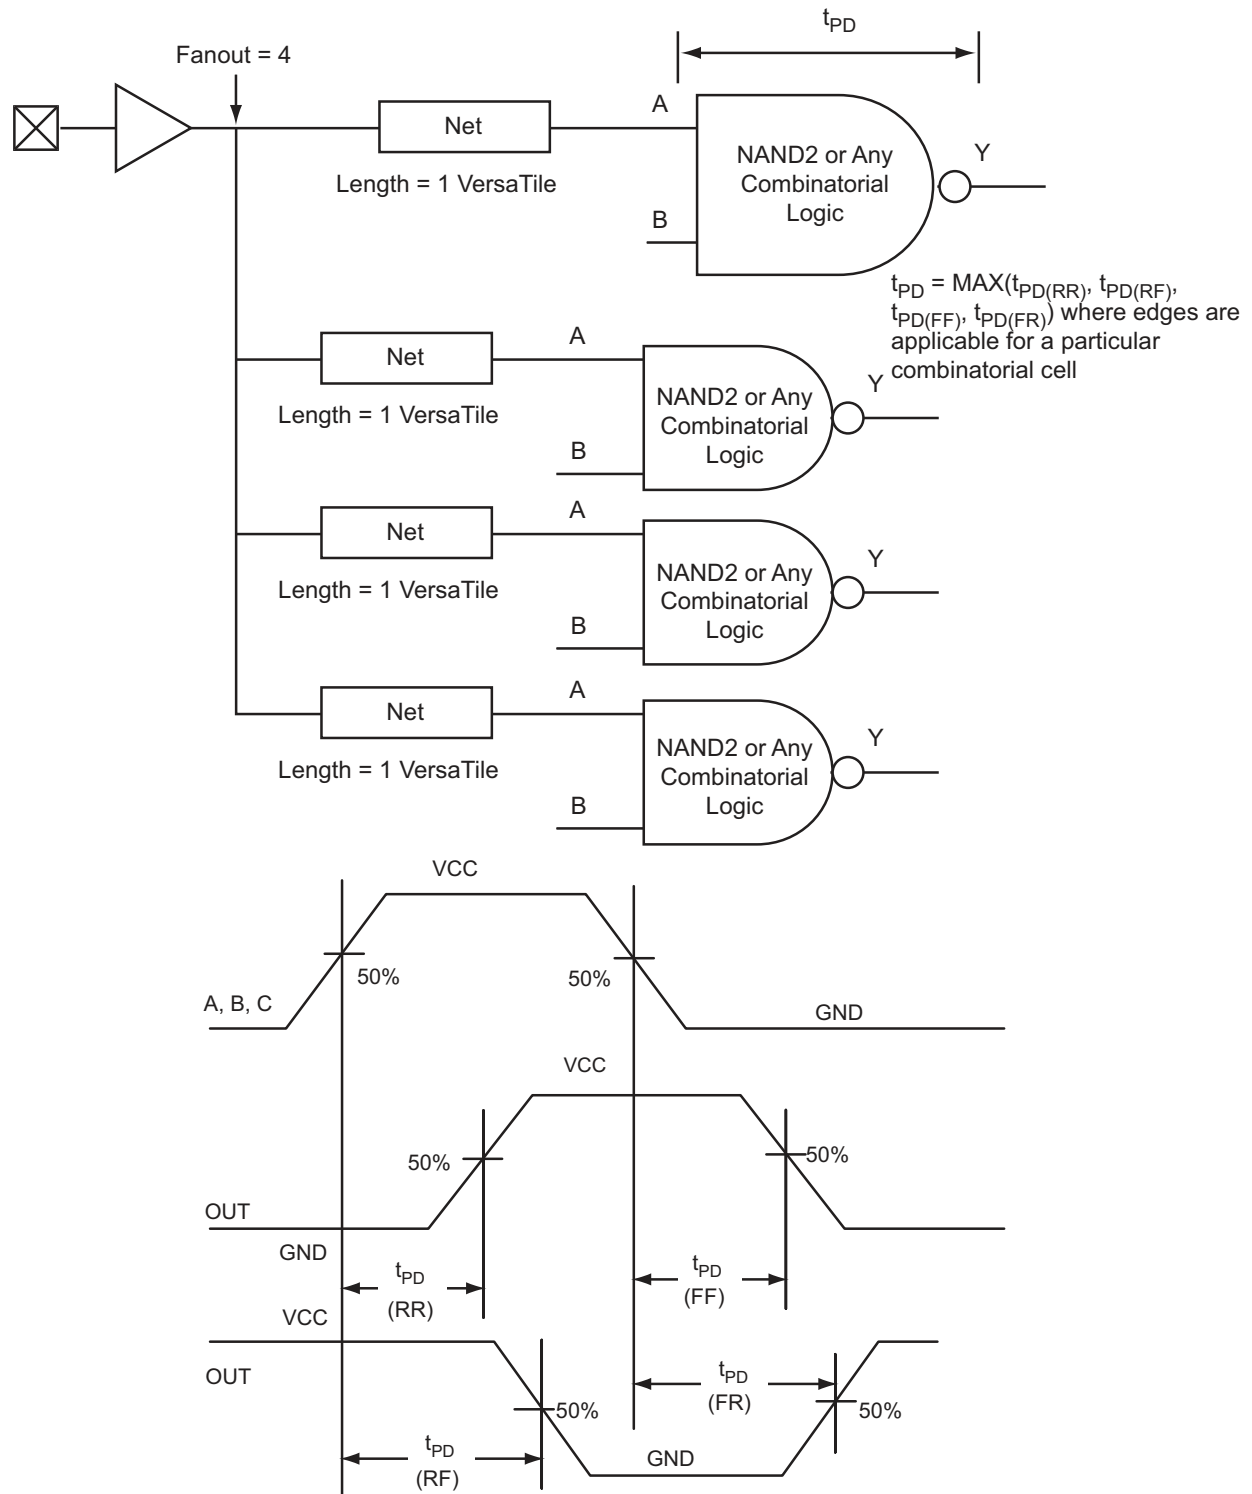 tPD
Fanout = 4
Net
Length = 1 VersaTile
A
B
NAND2 or Any
Combinatorial
Logic
Y
tPD = MAX(tPD(RR), tPD(RF),
tPD(FF), tPD(FR)) where edges are
applicable for a particular
combinatorial cell
Net
Length = 1 VersaTile
A
B
NAND2 or Any
Combinatorial
Logic
Y
Net
Length = 1 VersaTile
A
B
NAND2 or Any
Combinatorial
Logic
Y
Net
Length = 1 VersaTile
A
B
NAND2 or Any
Combinatorial
Logic
Y
VCC
50%
50%
A, B, C
GND
VCC
50%
50%
OUT
GND
tPD
(RR)
tPD
(FF)
VCC
OUT
tPD
(FR)
50%
50%
tPD
(RF)
GND